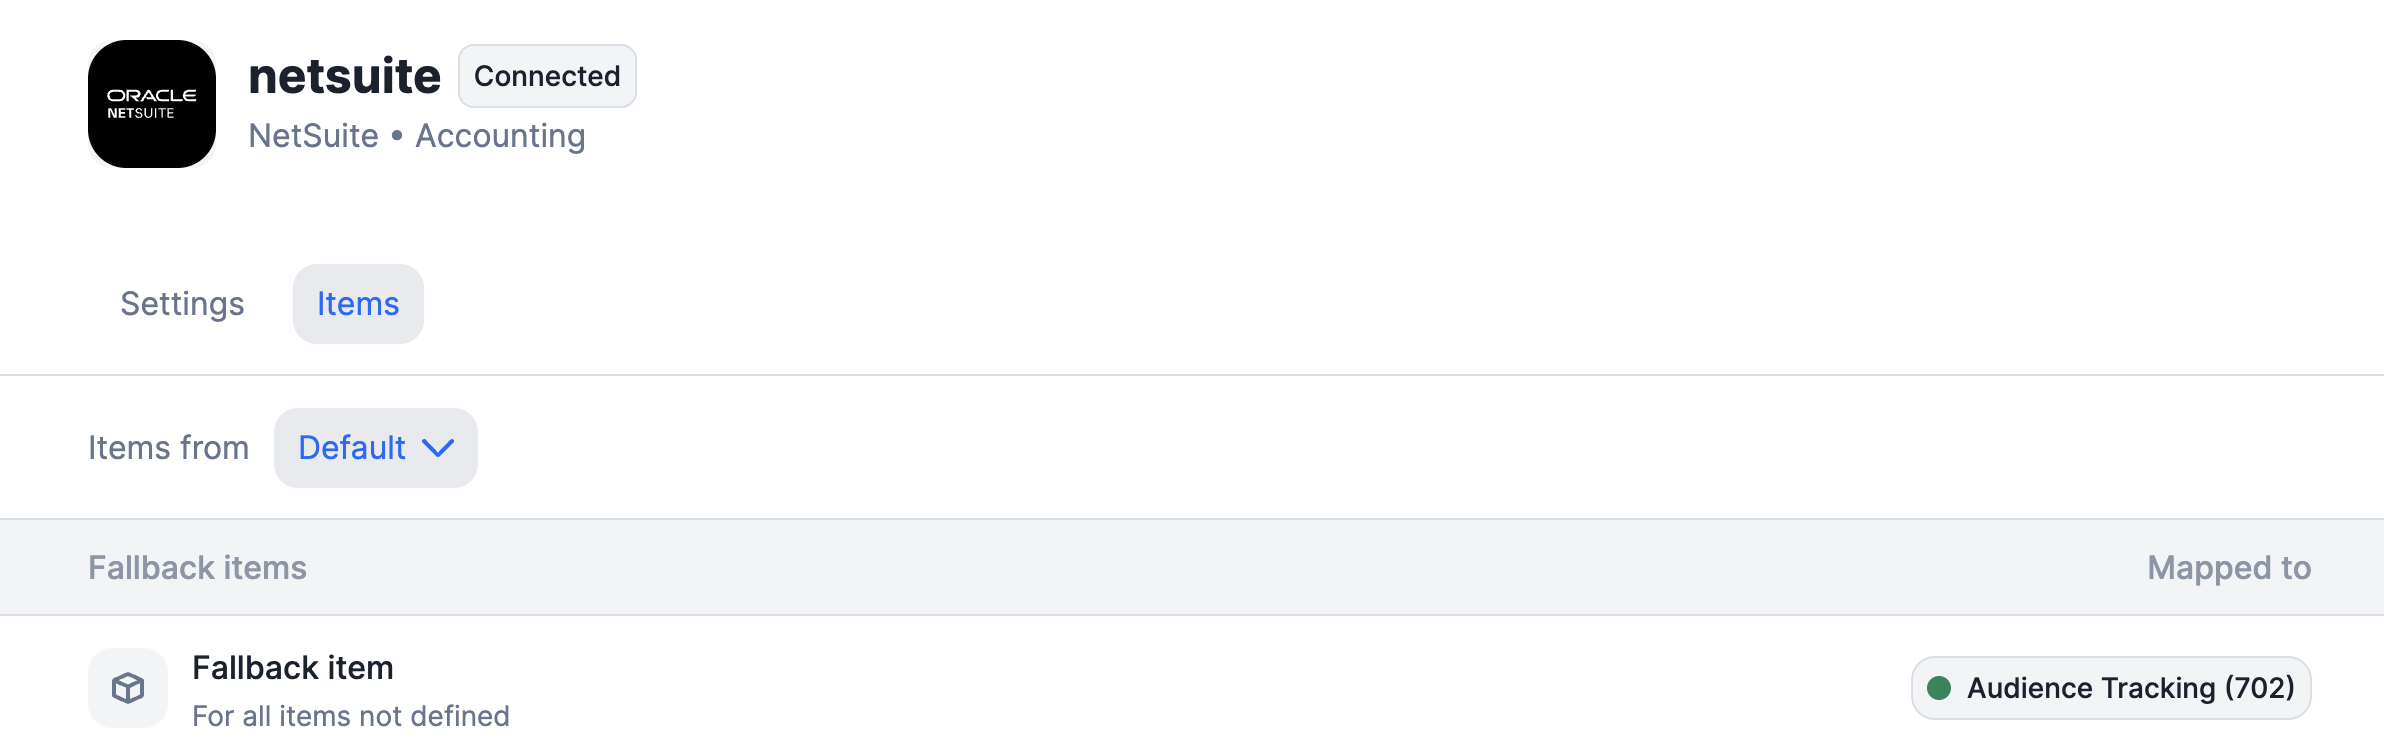 ORACLE
NETSUITE
netsuite
Connected
NetSuite • Accounting
Settings
Items
Items from
Default
Fallback items
Mapped to
Fallback item
For all items not defined
Audience Tracking (702)